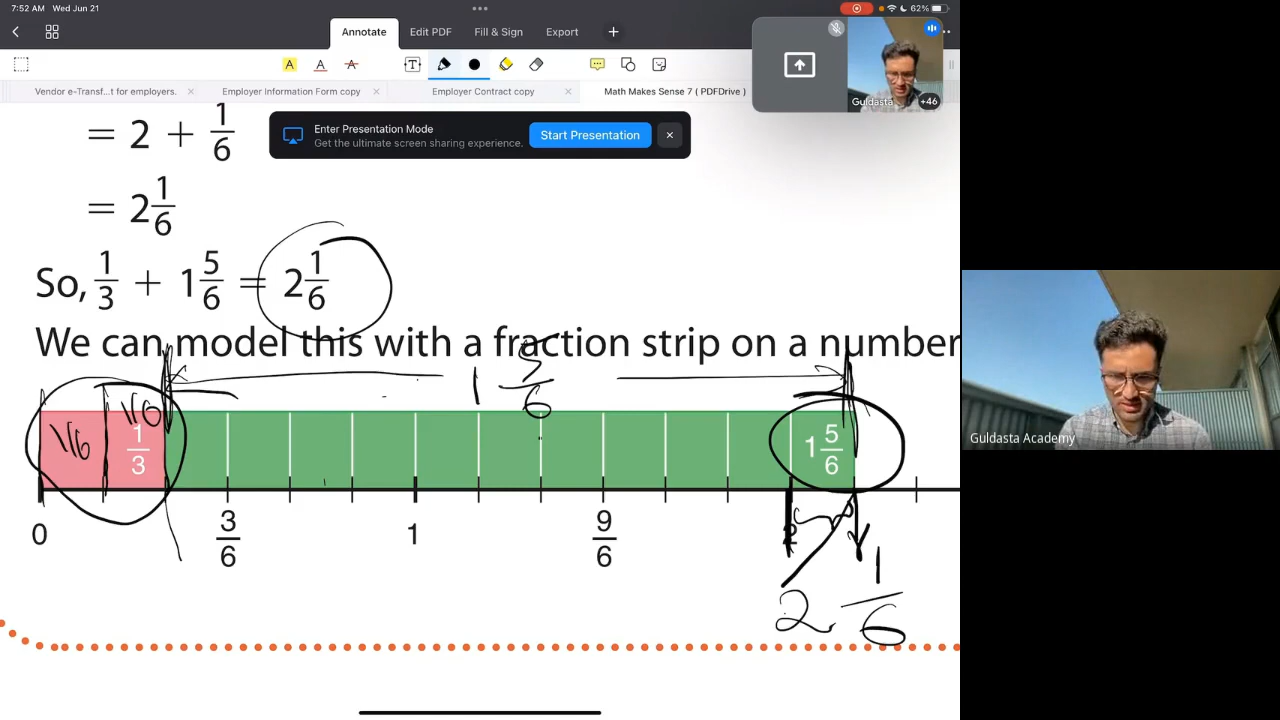 7:52 AM Wed Jun 21
62%
Annotate Edit PDF Fill & Sign Export +
A A A T
Vendor e-Transf...t for employers. × Employer Information Form copy × Employer Contract copy × Math Makes Sense 7 ( PDFDrive )
Guldasta +46
Enter Presentation Mode
Get the ultimate screen sharing experience.
Start Presentation ×
= 2 + 1/6
= 2 1/6
So, 1/3 + 1 5/6 = 2 1/6
We can model this with a fraction strip on a number
1 5/6
1/6 1/6
1/3 1 5/6
0 3/6 1 9/6 2
2 1/6
Guldasta Academy